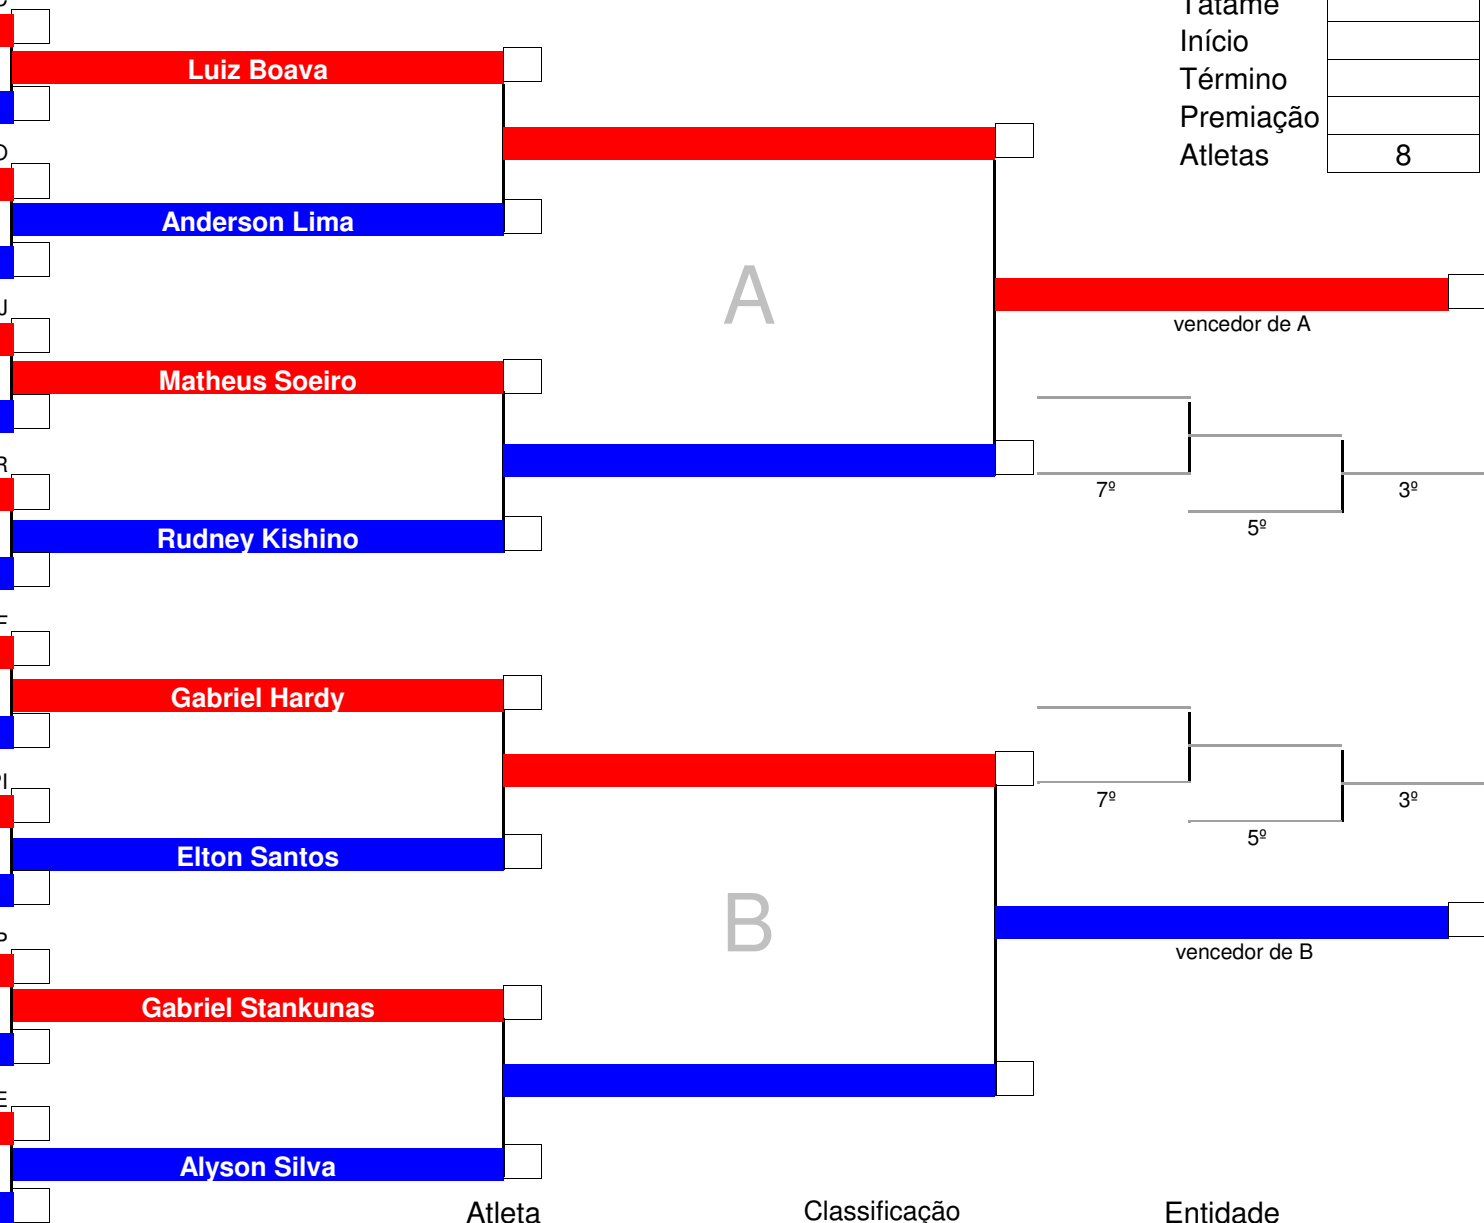 Tatame
Início
Término
Premiação
Atletas 8
Luiz Boava
Anderson Lima
A
vencedor de A
Matheus Soeiro
7º
3º
5º
Rudney Kishino
Gabriel Hardy
7º
3º
5º
Elton Santos
B
vencedor de B
Gabriel Stankunas
Alyson Silva
Atleta Classificação Entidade